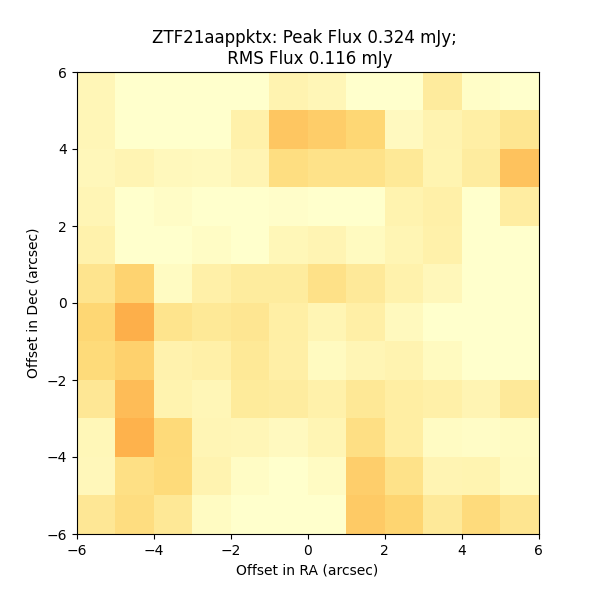 ZTF21aappktx: Peak Flux 0.324 mJy;
RMS Flux 0.116 mJy
6
4
2
0
−2
−4
−6
Offset in Dec (arcsec)
−6 −4 −2 0 2 4 6
Offset in RA (arcsec)